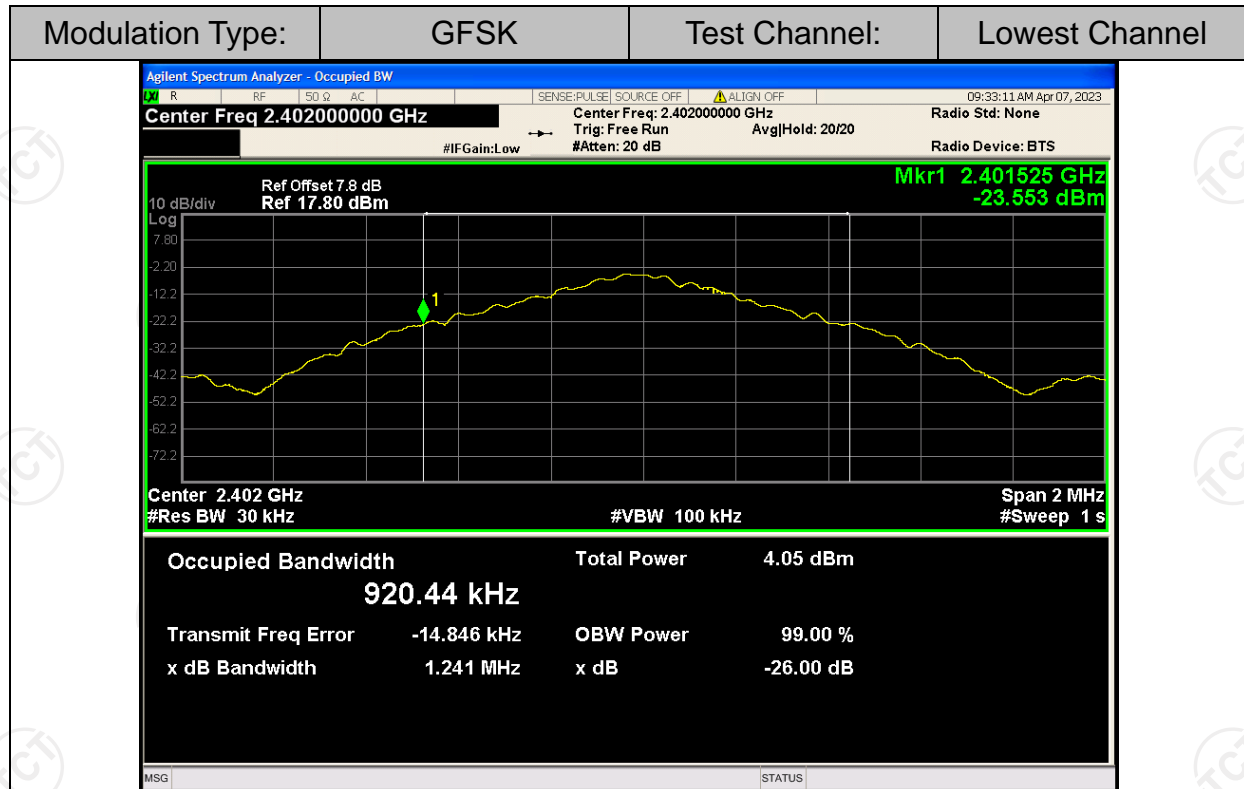 Modulation Type: GFSK Test Channel: Lowest Channel
Agilent Spectrum Analyzer - Occupied BW
LXI R RF 50 Ω AC SENSE:PULSE SOURCE OFF ALIGN OFF 09:33:11 AM Apr 07, 2023
Center Freq 2.402000000 GHz Center Freq: 2.402000000 GHz Radio Std: None
Trig: Free Run Avg|Hold: 20/20
#IFGain:Low #Atten: 20 dB Radio Device: BTS
Mkr1 2.401525 GHz
Ref Offset 7.8 dB -23.553 dBm
10 dB/div Ref 17.80 dBm
Log
7.80
-2.20
-12.2
1
-22.2
-32.2
-42.2
-52.2
-62.2
-72.2
Center 2.402 GHz Span 2 MHz
#Res BW 30 kHz #VBW 100 kHz #Sweep 1 s
Occupied Bandwidth Total Power 4.05 dBm
920.44 kHz
Transmit Freq Error -14.846 kHz OBW Power 99.00 %
x dB Bandwidth 1.241 MHz x dB -26.00 dB
MSG STATUS
TCT
TCT
TCT
TCT
TCT
TCT